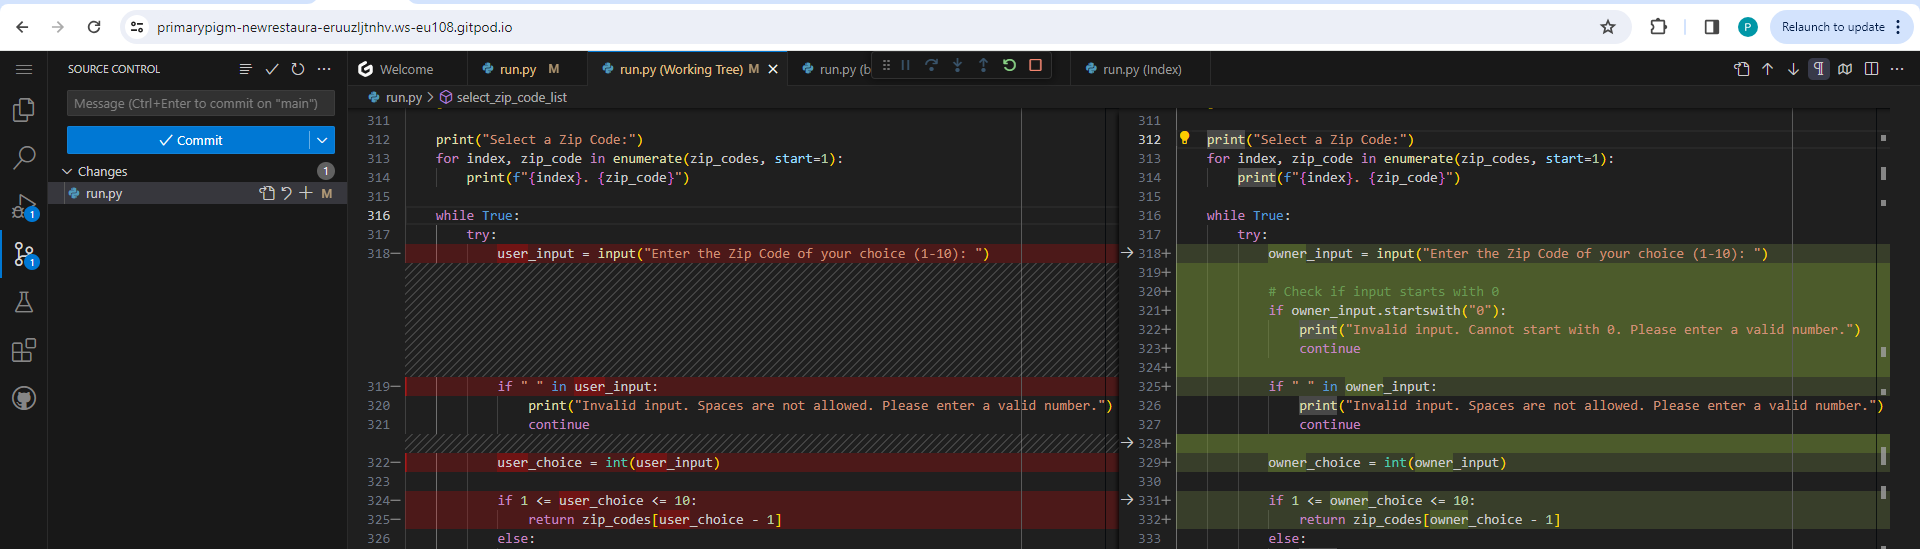 primarypigm-newrestaura-eruuzljtnhv.ws-eu108.gitpod.io
P
Relaunch to update
SOURCE CONTROL
Welcome
run.py M
run.py (Working Tree) M
run.py (b
run.py (Index)
Message (Ctrl+Enter to commit on "main")
run.py > select_zip_code_list
Commit
Changes
1
run.py
M
1
1
311
312 print("Select a Zip Code:")
313 for index, zip_code in enumerate(zip_codes, start=1):
314 print(f"{index}. {zip_code}")
315
316 while True:
317 try:
318— user_input = input("Enter the Zip Code of your choice (1-10): ")
319— if " " in user_input:
320 print("Invalid input. Spaces are not allowed. Please enter a valid number.")
321 continue
322— user_choice = int(user_input)
323
324— if 1 <= user_choice <= 10:
325— return zip_codes[user_choice - 1]
326 else:
311
312 print("Select a Zip Code:")
313 for index, zip_code in enumerate(zip_codes, start=1):
314 print(f"{index}. {zip_code}")
315
316 while True:
317 try:
318+ owner_input = input("Enter the Zip Code of your choice (1-10): ")
319+
320+ # Check if input starts with 0
321+ if owner_input.startswith("0"):
322+ print("Invalid input. Cannot start with 0. Please enter a valid number.")
323+ continue
324+
325+ if " " in owner_input:
326 print("Invalid input. Spaces are not allowed. Please enter a valid number.")
327 continue
328+
329+ owner_choice = int(owner_input)
330
331+ if 1 <= owner_choice <= 10:
332+ return zip_codes[owner_choice - 1]
333 else: